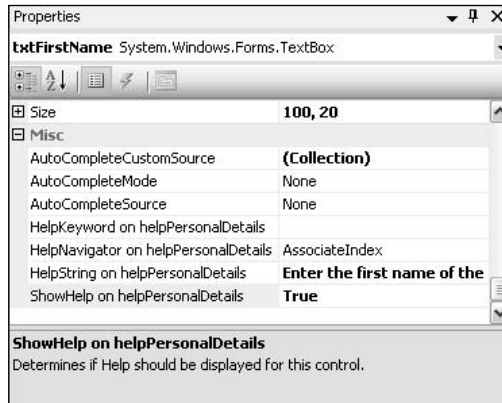 Properties
txtFirstName System.Windows.Forms.TextBox
Size 100, 20
Misc
AutoCompleteCustomSource (Collection)
AutoCompleteMode None
AutoCompleteSource None
HelpKeyword on helpPersonalDetails
HelpNavigator on helpPersonalDetails AssociateIndex
HelpString on helpPersonalDetails Enter the first name of the
ShowHelp on helpPersonalDetails True
ShowHelp on helpPersonalDetails
Determines if Help should be displayed for this control.